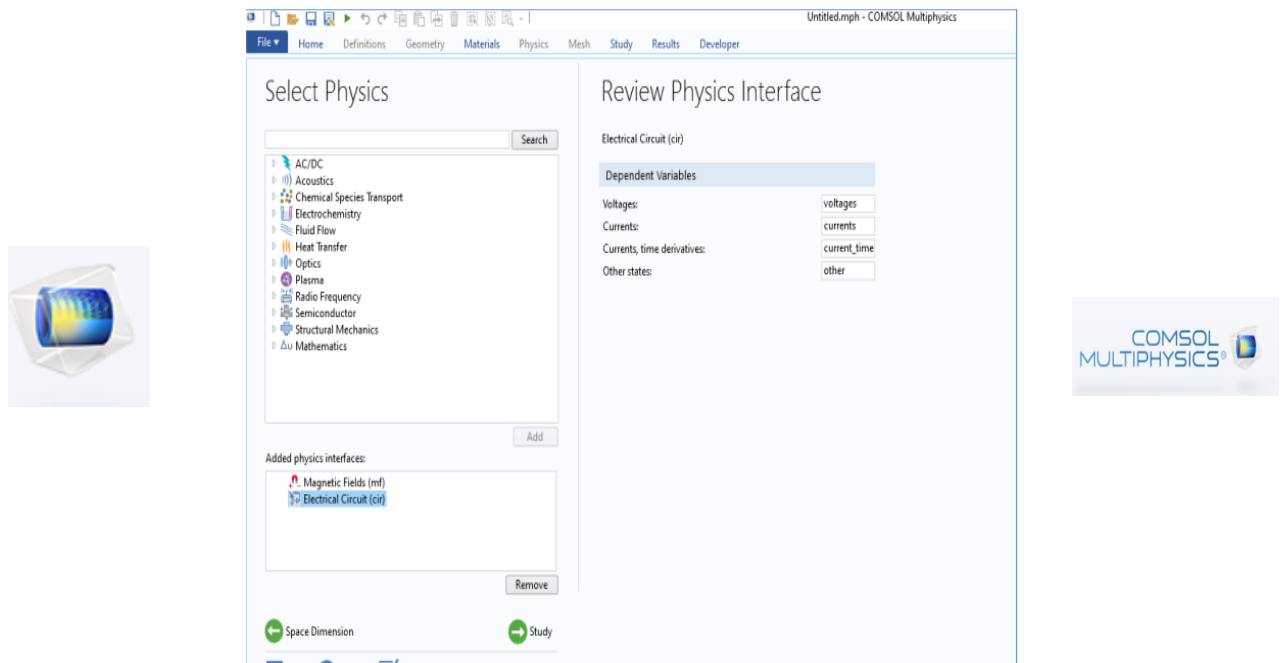 Untitled.mph - COMSOL Multiphysics
File Home Definitions Geometry Materials Physics Mesh Study Results Developer
Select Physics
Search
AC/DC
Acoustics
Chemical Species Transport
Electrochemistry
Fluid Flow
Heat Transfer
Optics
Plasma
Radio Frequency
Semiconductor
Structural Mechanics
Δu Mathematics
Add
Added physics interfaces:
Magnetic Fields (mf)
Electrical Circuit (cir)
Remove
Space Dimension
Study
Review Physics Interface
Electrical Circuit (cir)
Dependent Variables
Voltages: voltages
Currents: currents
Currents, time derivatives: current_time
Other states: other
COMSOL
MULTIPHYSICS®